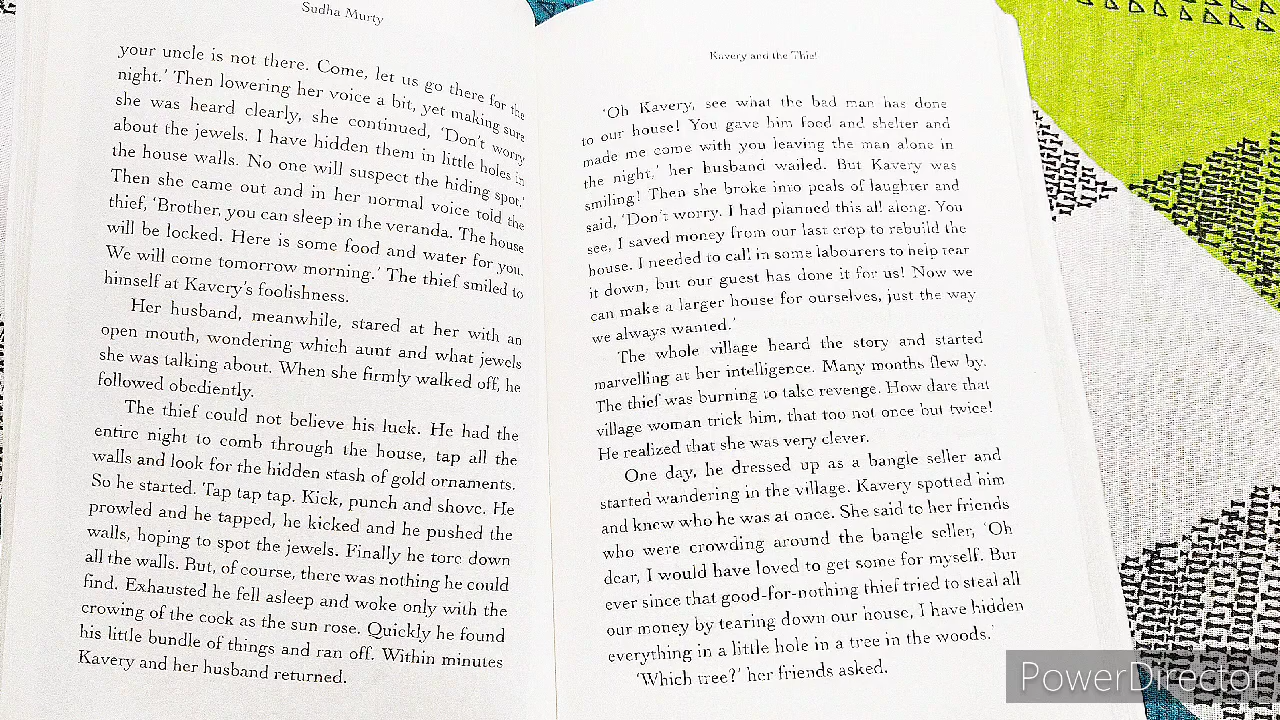 Sudha Murty
your uncle is not there. Come, let us go there for the
night.' Then lowering her voice a bit, yet making sure
she was heard clearly, she continued, 'Don't worry
about the jewels. I have hidden them in little holes in
the house walls. No one will suspect the hiding spot.'
Then she came out and in her normal voice told the
thief, 'Brother, you can sleep in the veranda. The house
will be locked. Here is some food and water for you.
We will come tomorrow morning.' The thief smiled to
himself at Kavery's foolishness.
Her husband, meanwhile, stared at her with an
open mouth, wondering which aunt and what jewels
she was talking about. When she firmly walked off, he
followed obediently.
The thief could not believe his luck. He had the
entire night to comb through the house, tap all the
walls and look for the hidden stash of gold ornaments.
So he started. Tap tap tap. Kick, punch and shove. He
prowled and he tapped, he kicked and he pushed the
walls, hoping to spot the jewels. Finally he tore down
all the walls. But, of course, there was nothing he could
find. Exhausted he fell asleep and woke only with the
crowing of the cock as the sun rose. Quickly he found
his little bundle of things and ran off. Within minutes
Kavery and her husband returned.
Kavery and the Thief
'Oh Kavery, see what the bad man has done
to our house! You gave him food and shelter and
made me come with you leaving the man alone in
the night,' her husband wailed. But Kavery was
smiling! Then she broke into peals of laughter and
said, 'Don't worry. I had planned this all along. You
see, I saved money from our last crop to rebuild the
house. I needed to call in some labourers to help tear
it down, but our guest has done it for us! Now we
can make a larger house for ourselves, just the way
we always wanted.'
The whole village heard the story and started
marvelling at her intelligence. Many months flew by.
The thief was burning to take revenge. How dare that
village woman trick him, that too not once but twice!
He realized that she was very clever.
One day, he dressed up as a bangle seller and
started wandering in the village. Kavery spotted him
and knew who he was at once. She said to her friends
who were crowding around the bangle seller, 'Oh
dear, I would have loved to get some for myself. But
ever since that good-for-nothing thief tried to steal all
our money by tearing down our house, I have hidden
everything in a little hole in a tree in the woods.'
'Which tree?' her friends asked.
PowerDirector